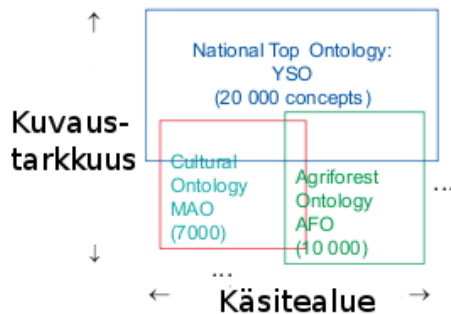 National Top Ontology:
YSO
(20 000 concepts)
Kuvaus-
tarkkuus
Cultural
Ontology
MAO
(7000)
Agriforest
Ontology
AFO
(10 000)
...
...
Käsitealue